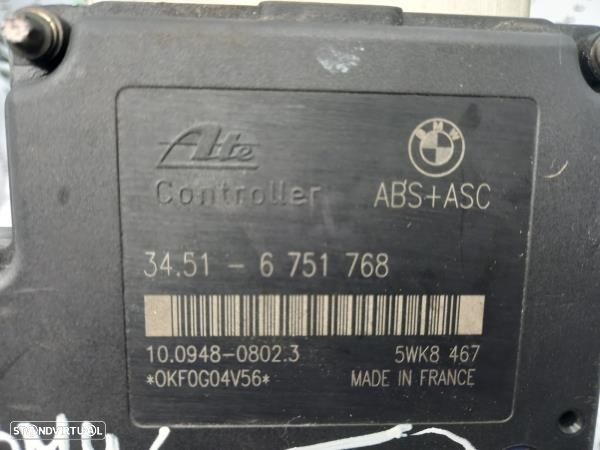 Ate
BMW
Controller ABS+ASC
34.51 - 6 751 768
10.0948-0802.3 5WK8 467
*OKF0G04V56* MADE IN FRANCE
STANDVIRTUAL